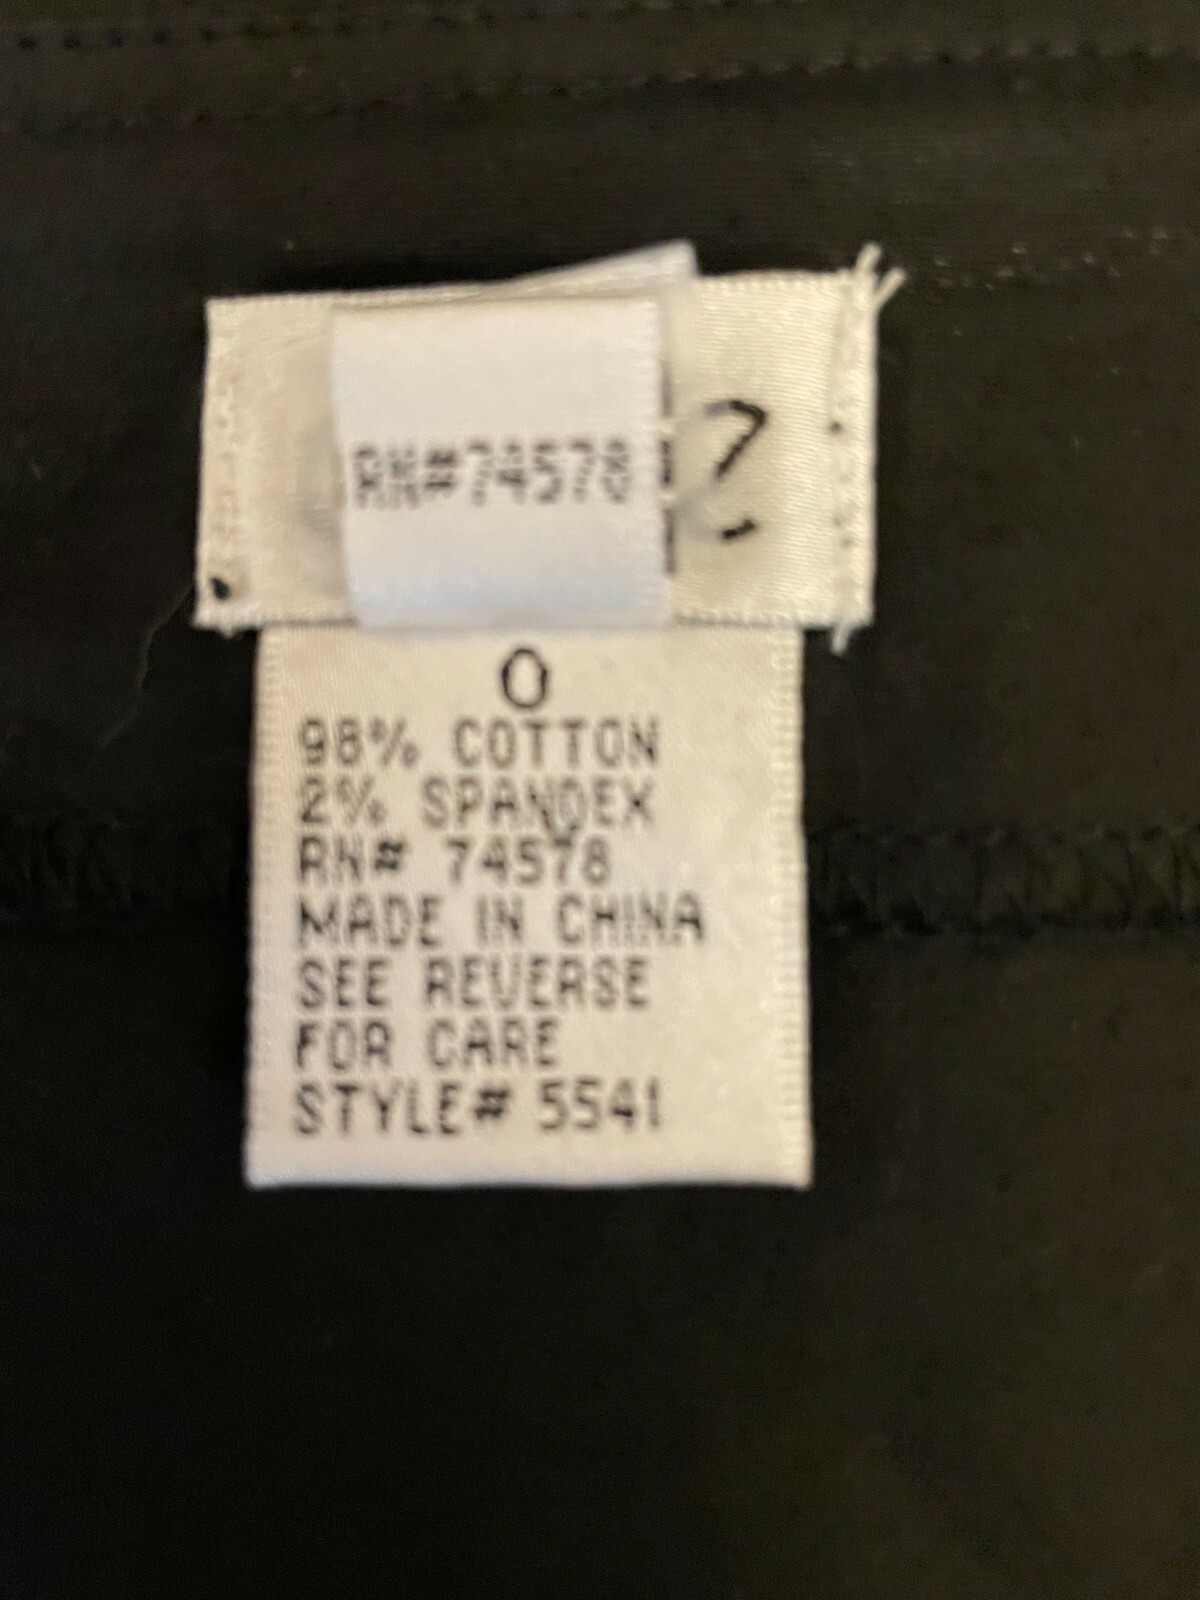 RN#74578
0
98% COTTON
2% SPANDEX
RN# 74578
MADE IN CHINA
SEE REVERSE
FOR CARE
STYLE# 5541